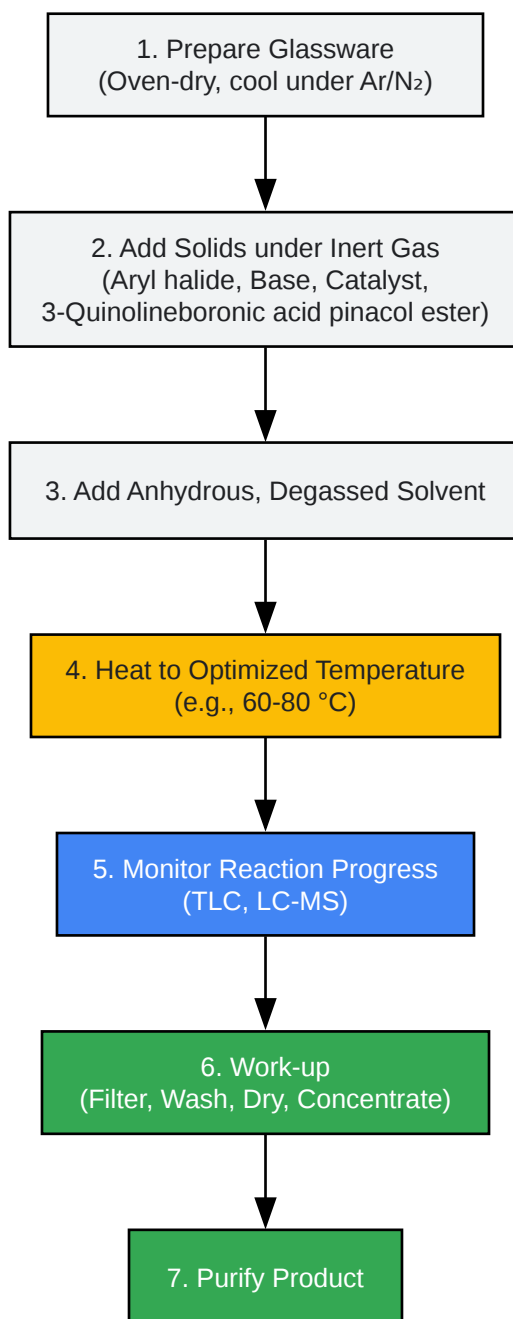 1. Prepare Glassware
(Oven-dry, cool under Ar/N₂)
2. Add Solids under Inert Gas
(Aryl halide, Base, Catalyst,
3-Quinolineboronic acid pinacol ester)
3. Add Anhydrous, Degassed Solvent
4. Heat to Optimized Temperature
(e.g., 60-80 °C)
5. Monitor Reaction Progress
(TLC, LC-MS)
6. Work-up
(Filter, Wash, Dry, Concentrate)
7. Purify Product